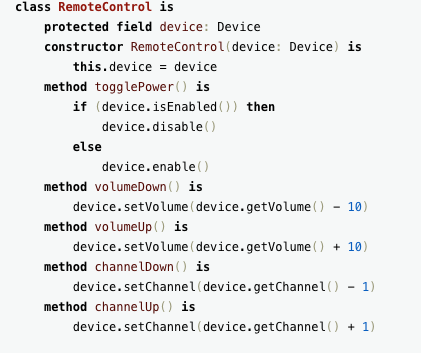 class RemoteControl is
    protected field device: Device
    constructor RemoteControl(device: Device) is
        this.device = device
    method togglePower() is
        if (device.isEnabled()) then
            device.disable()
        else
            device.enable()
    method volumeDown() is
        device.setVolume(device.getVolume() - 10)
    method volumeUp() is
        device.setVolume(device.getVolume() + 10)
    method channelDown() is
        device.setChannel(device.getChannel() - 1)
    method channelUp() is
        device.setChannel(device.getChannel() + 1)